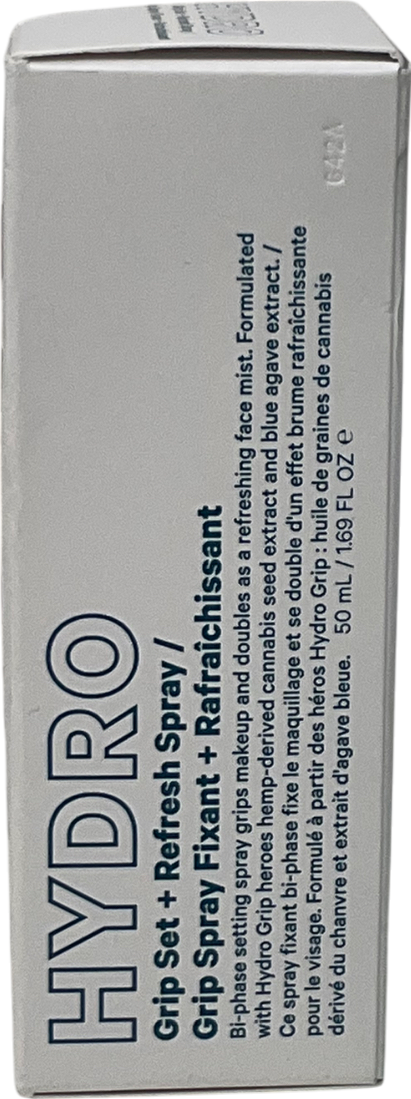 HYDRO
Grip Set + Refresh Spray /
Grip Spray Fixant + Rafraîchissant
Bi-phase setting spray grips makeup and doubles as a refreshing face mist. Formulated
with Hydro Grip heroes hemp-derived cannabis seed extract and blue agave extract. /
Ce spray fixant bi-phase fixe le maquillage et se double d'un effet brume rafraîchissante
pour le visage. Formulé à partir des héros Hydro Grip : huile de graines de cannabis
dérivé du chanvre et extrait d'agave bleue. 50 mL / 1.69 FL OZ ℮
G42A